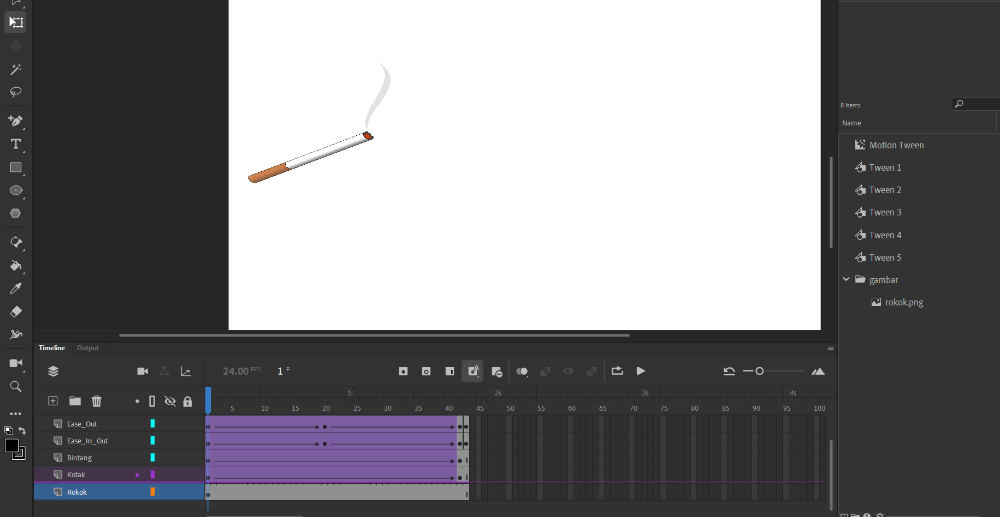 8 items
Name
Motion Tween
Tween 1
Tween 2
Tween 3
Tween 4
Tween 5
gambar
rokok.png
Timeline Output
24.00 FPS 1 F
1s 2s 3s 4s
5 10 15 20 25 30 35 40 45 50 55 60 65 70 75 80 85 90 95 100
Ease_Out
Ease_In_Out
Bintang
Kotak
Rokok